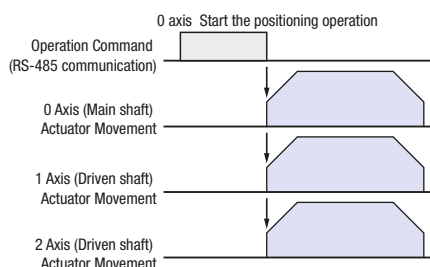 0 axis Start the positioning operation
Operation Command
(RS-485 communication)
0 Axis (Main shaft)
Actuator Movement
1 Axis (Driven shaft)
Actuator Movement
2 Axis (Driven shaft)
Actuator Movement